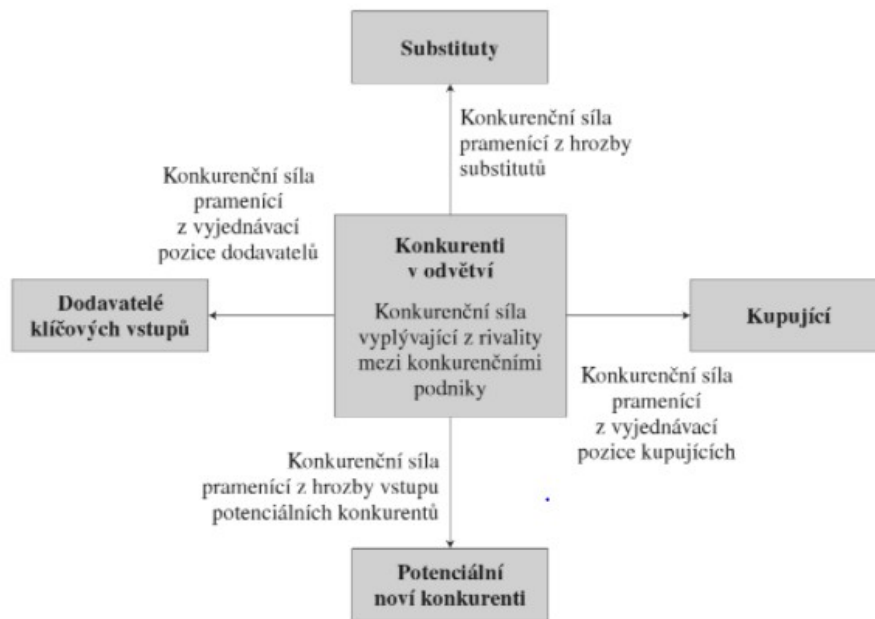 Substituty
Konkurenční síla
pramenící z hrozby
substitutů
Konkurenční síla
pramenící
z vyjednávací
pozice dodavatelů
Konkurenti
v odvětví
Konkurenční síla
vyplývající z rivality
mezi konkurenčními
podniky
Dodavatelé
klíčových vstupů
Kupující
Konkurenční síla
pramenící
z vyjednávací
pozice kupujících
Konkurenční síla
pramenící z hrozby vstupu
potenciálních konkurentů
Potenciální
noví konkurenti